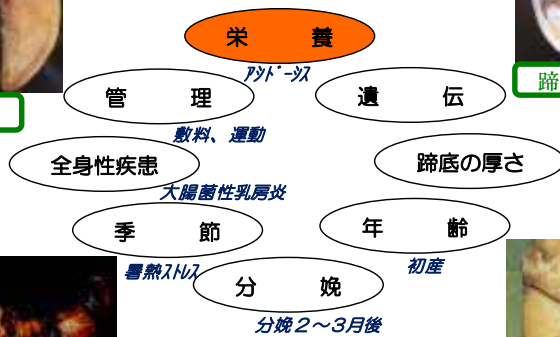 栄　養
ｱｼﾄﾞｰｼｽ
管　理
遺　伝
蹄
敷料、運動
全身性疾患
蹄底の厚さ
大腸菌性乳房炎
季　節
年　齢
暑熱ｽﾄﾚｽ
初産
分　娩
分娩２～３月後